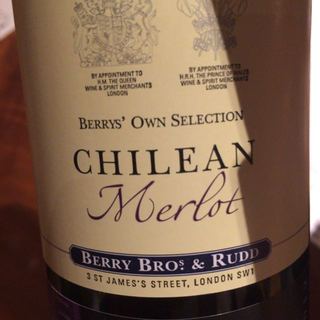 BY APPOINTMENT TO
H.M. THE QUEEN
WINE & SPIRIT MERCHANTS
LONDON
BY APPOINTMENT TO
H.R.H. THE PRINCE OF WALES
WINE & SPIRIT MERCHANTS
LONDON
BERRYS' OWN SELECTION
CHILEAN
Merlot
BERRY BROS & RUDD
3 ST JAMES'S STREET, LONDON SW1